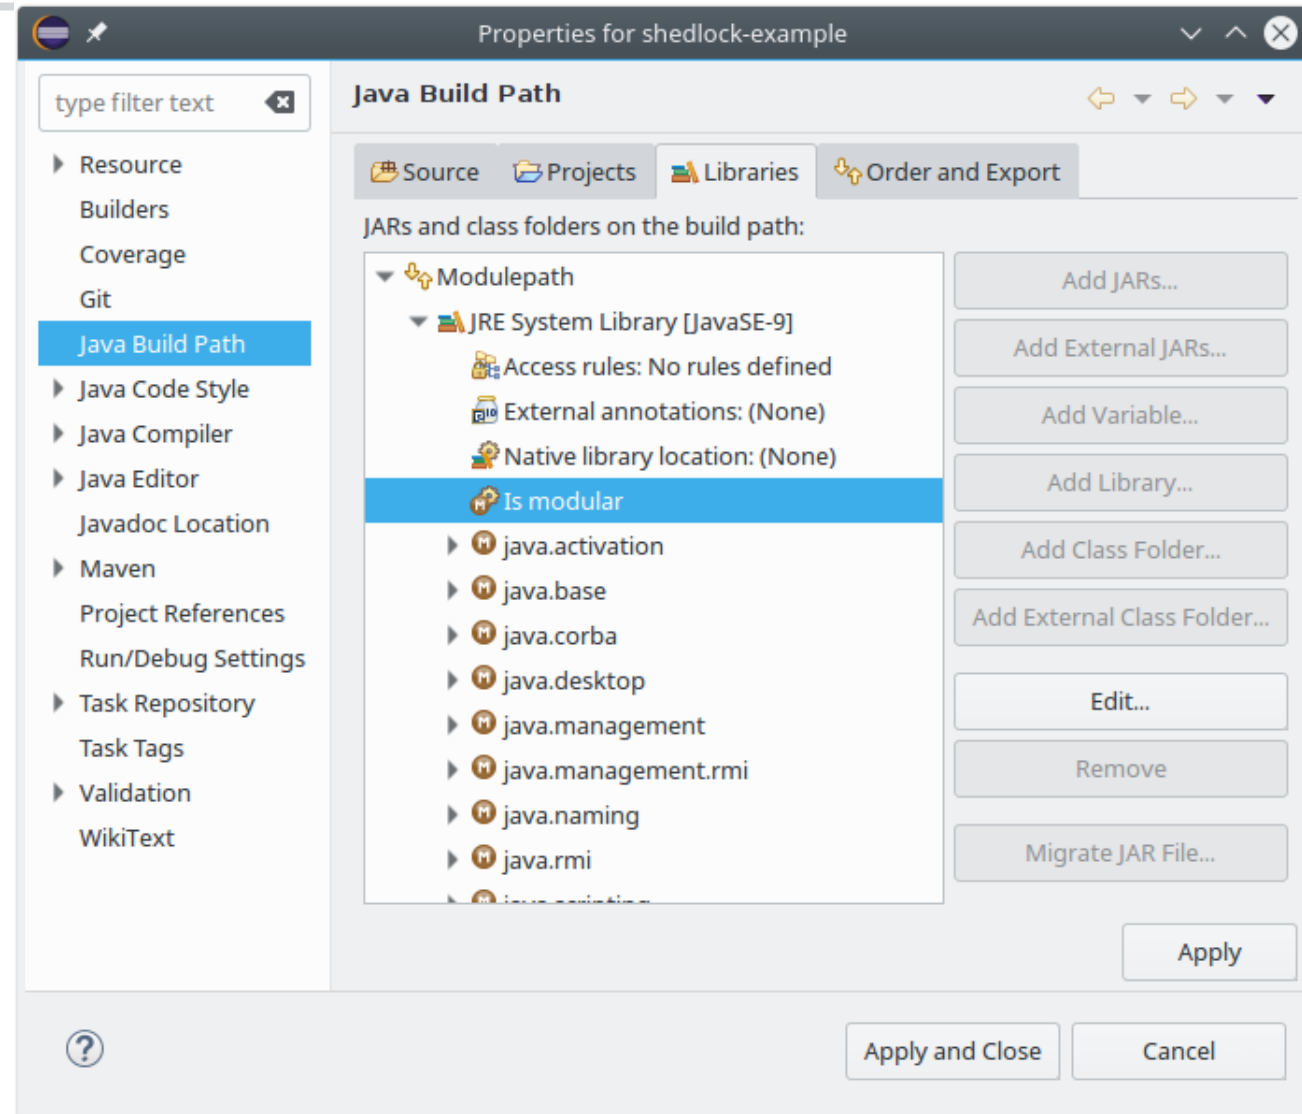 Properties for shedlock-example
type filter text
Resource
Builders
Coverage
Git
Java Build Path
Java Code Style
Java Compiler
Java Editor
Javadoc Location
Maven
Project References
Run/Debug Settings
Task Repository
Task Tags
Validation
WikiText
Java Build Path
Source
Projects
Libraries
Order and Export
JARs and class folders on the build path:
Modulepath
JRE System Library [JavaSE-9]
Access rules: No rules defined
External annotations: (None)
Native library location: (None)
Is modular
java.activation
java.base
java.corba
java.desktop
java.management
java.management.rmi
java.naming
java.rmi
java.scripting
Add JARs...
Add External JARs...
Add Variable...
Add Library...
Add Class Folder...
Add External Class Folder...
Edit...
Remove
Migrate JAR File...
Apply
Apply and Close
Cancel